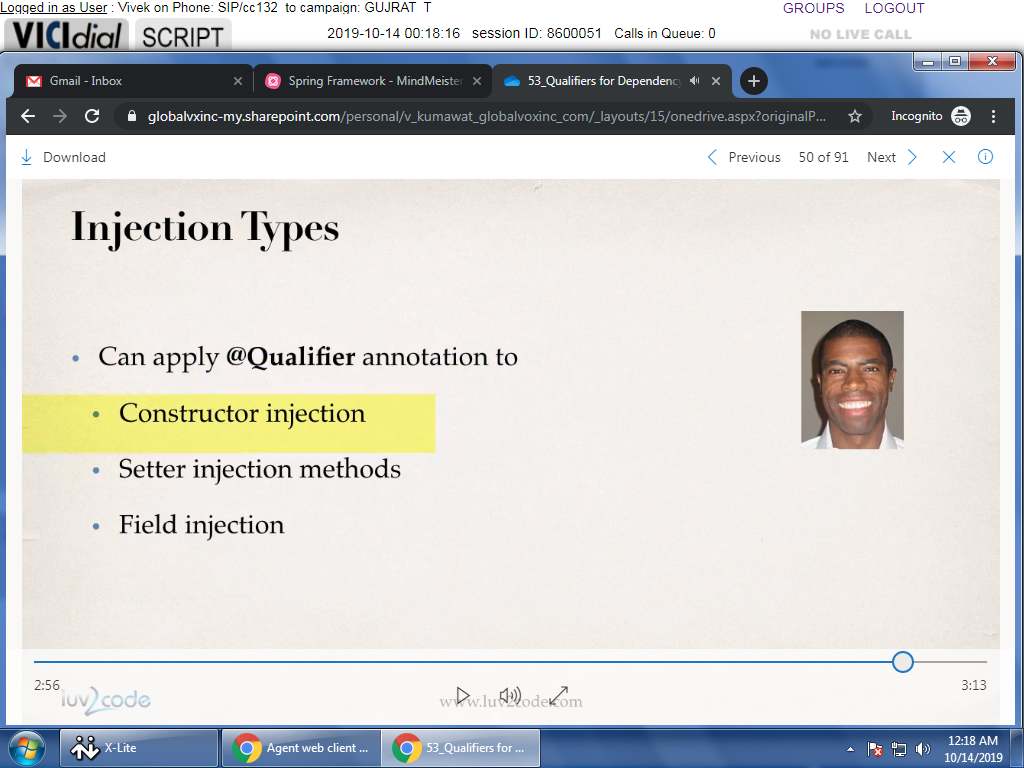 Logged in as User : Vivek on Phone: SIP/cc132 to campaign: GUJRAT_T
GROUPS LOGOUT
VICIdial SCRIPT 2019-10-14 00:18:16 session ID: 8600051 Calls in Queue: 0 NO LIVE CALL
Gmail - Inbox Spring Framework - MindMeister 53_Qualifiers for Dependency
globalvxinc-my.sharepoint.com/personal/v_kumawat_globalvoxinc_com/_layouts/15/onedrive.aspx?originalP... Incognito
Download Previous 50 of 91 Next
Injection Types
• Can apply @Qualifier annotation to
• Constructor injection
• Setter injection methods
• Field injection
2:56 3:13
luv2code www.luv2code.com
X-Lite Agent web client ... 53_Qualifiers for ... 12:18 AM
10/14/2019